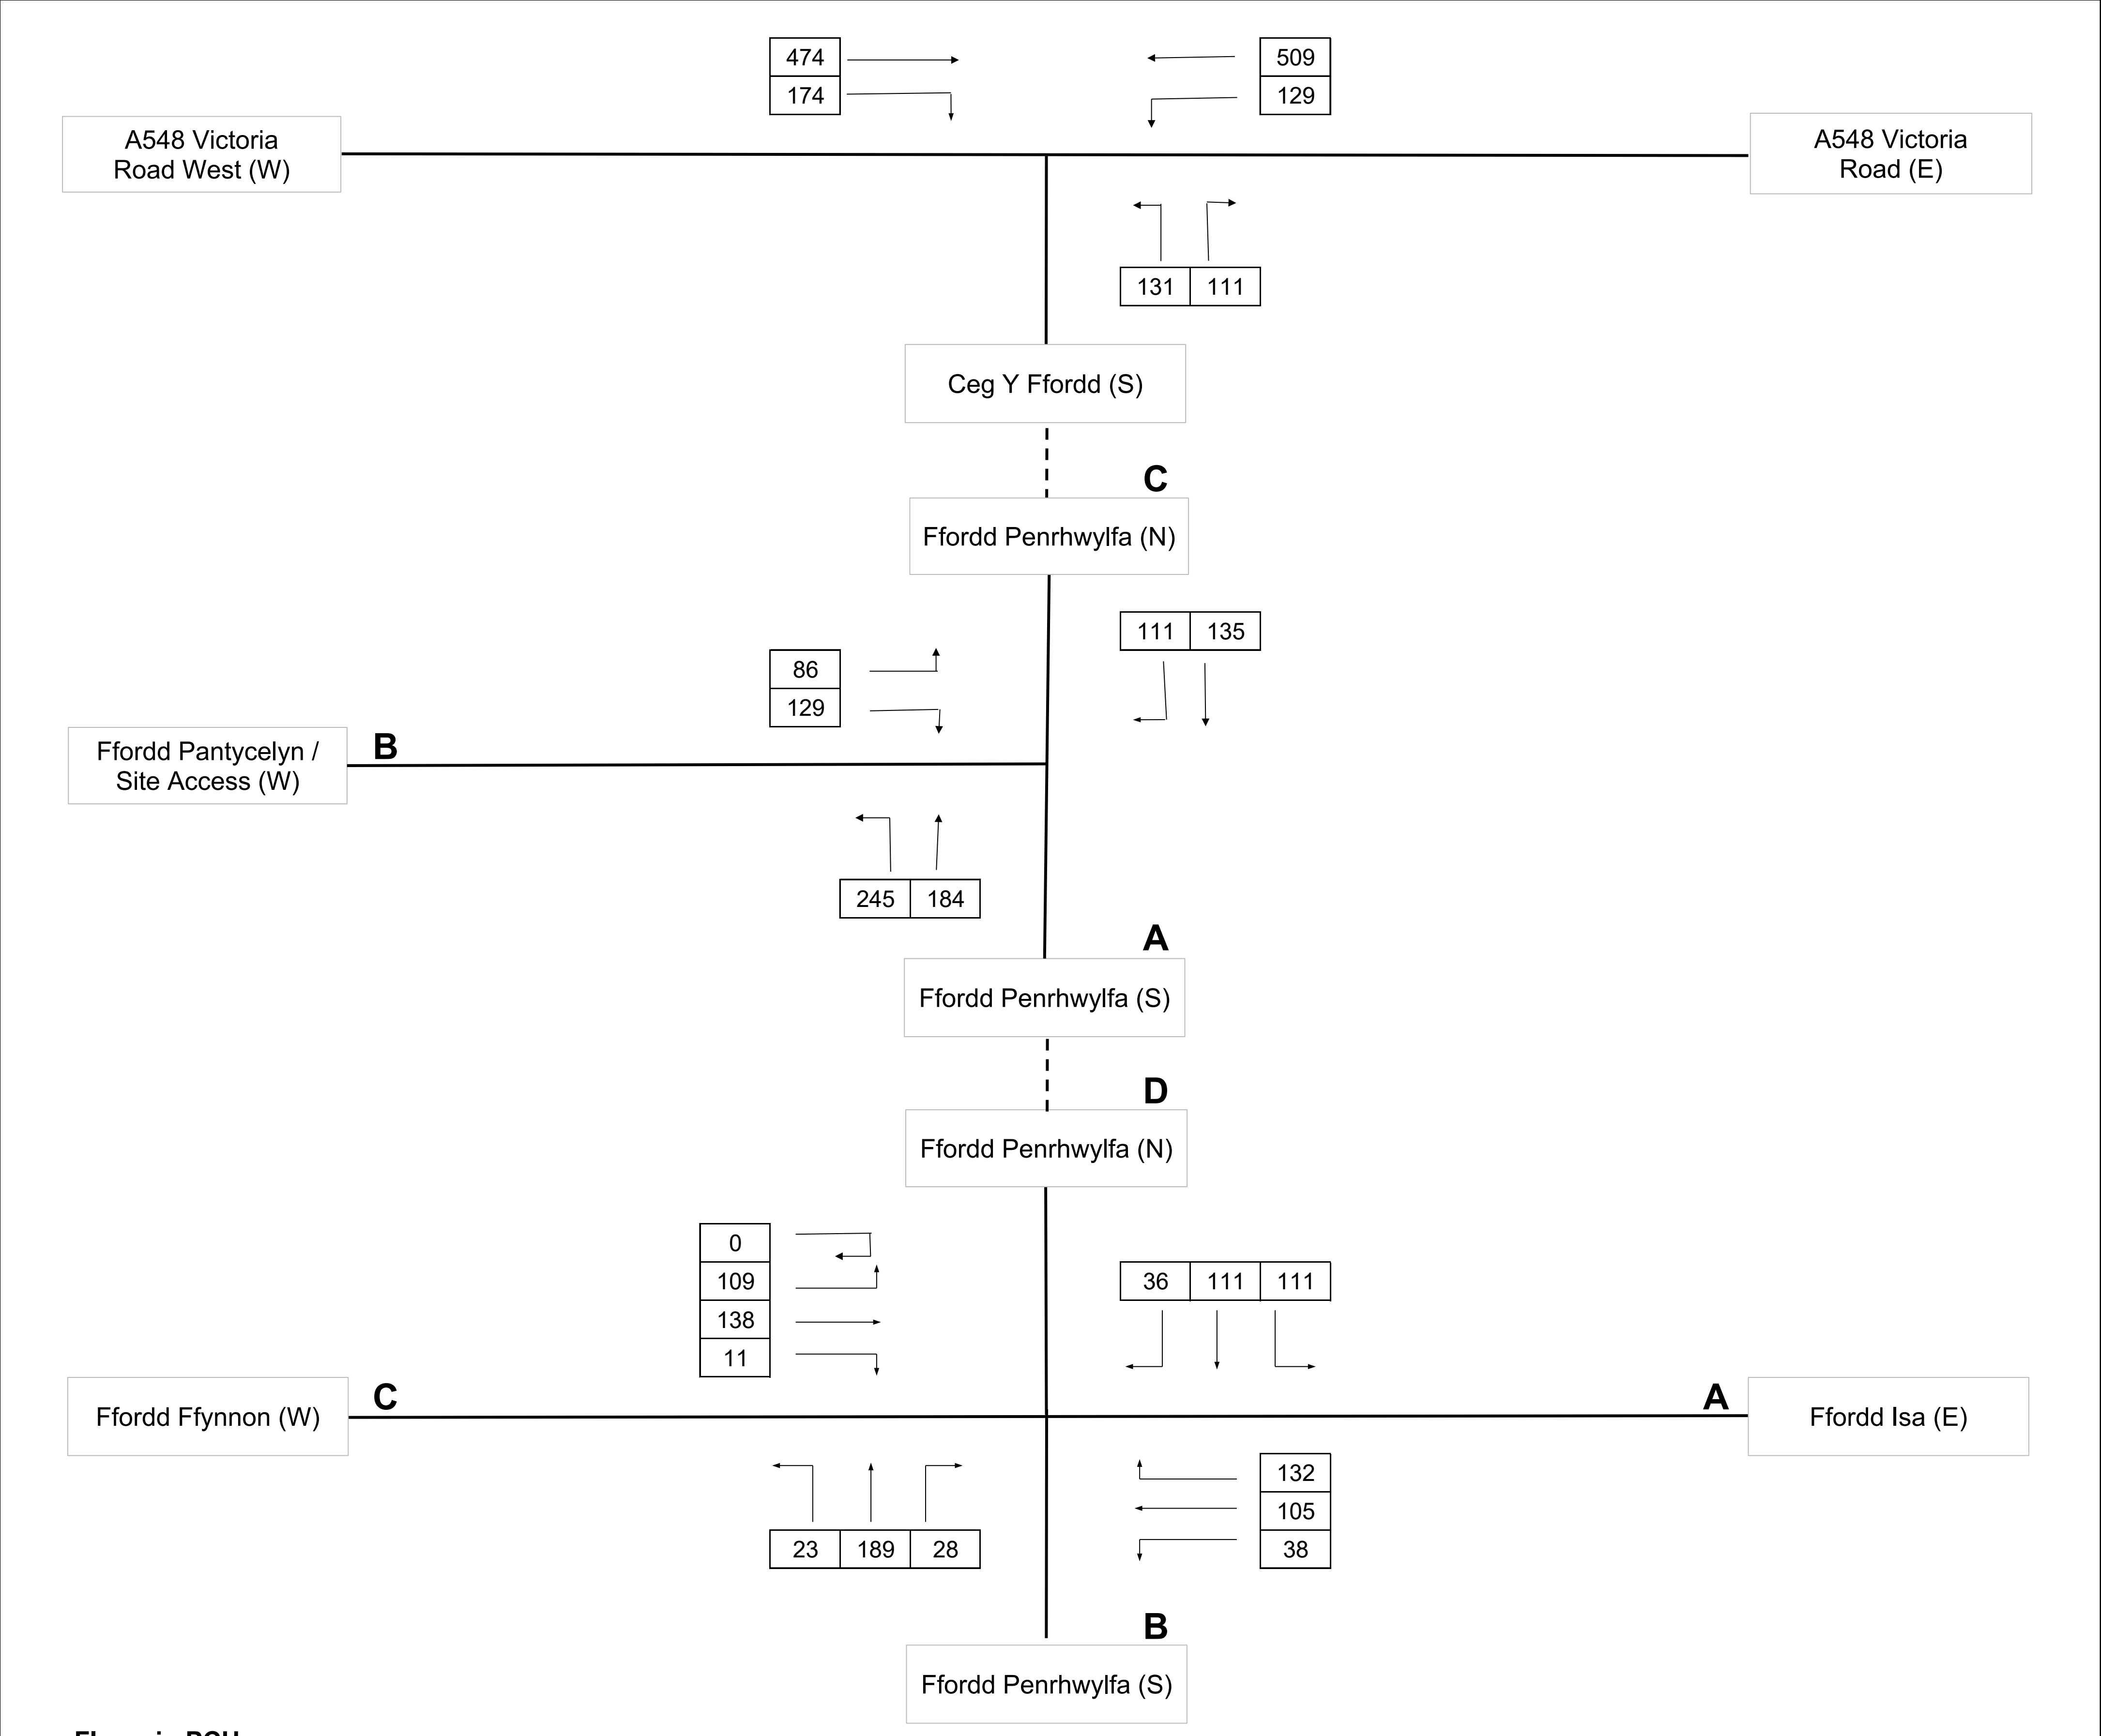 474
509
174
129
A548 Victoria
Road West (W)
A548 Victoria
Road (E)
131 111
Ceg Y Ffordd (S)
C
Ffordd Penrhwylfa (N)
111 135
86
129
Ffordd Pantycelyn /
Site Access (W)
B
245 184
A
Ffordd Penrhwylfa (S)
D
Ffordd Penrhwylfa (N)
0
109
138
11
36 111 111
Ffordd Ffynnon (W)
C
A
Ffordd Isa (E)
132
105
38
23 189 28
B
Ffordd Penrhwylfa (S)